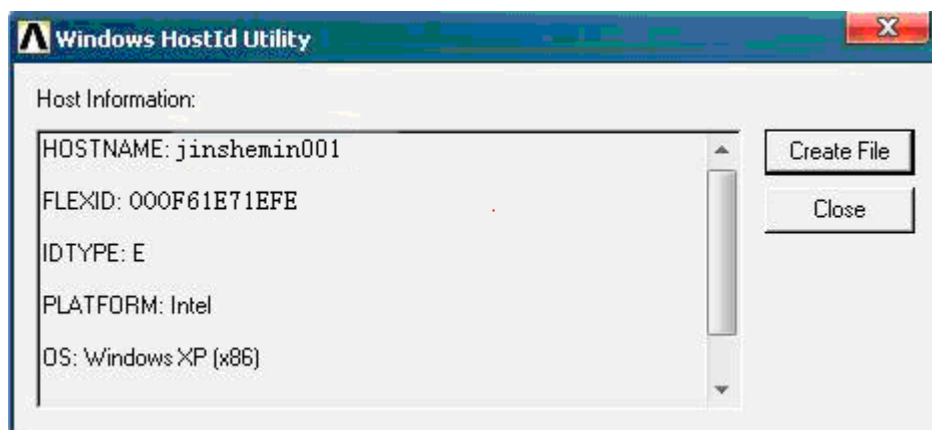 Windows HostId Utility
Host Information:
HOSTNAME: jinshemin001
FLEXID: 000F61E71EFE
IDTYPE: E
PLATFORM: Intel
OS: Windows XP (x86)
Create File
Close